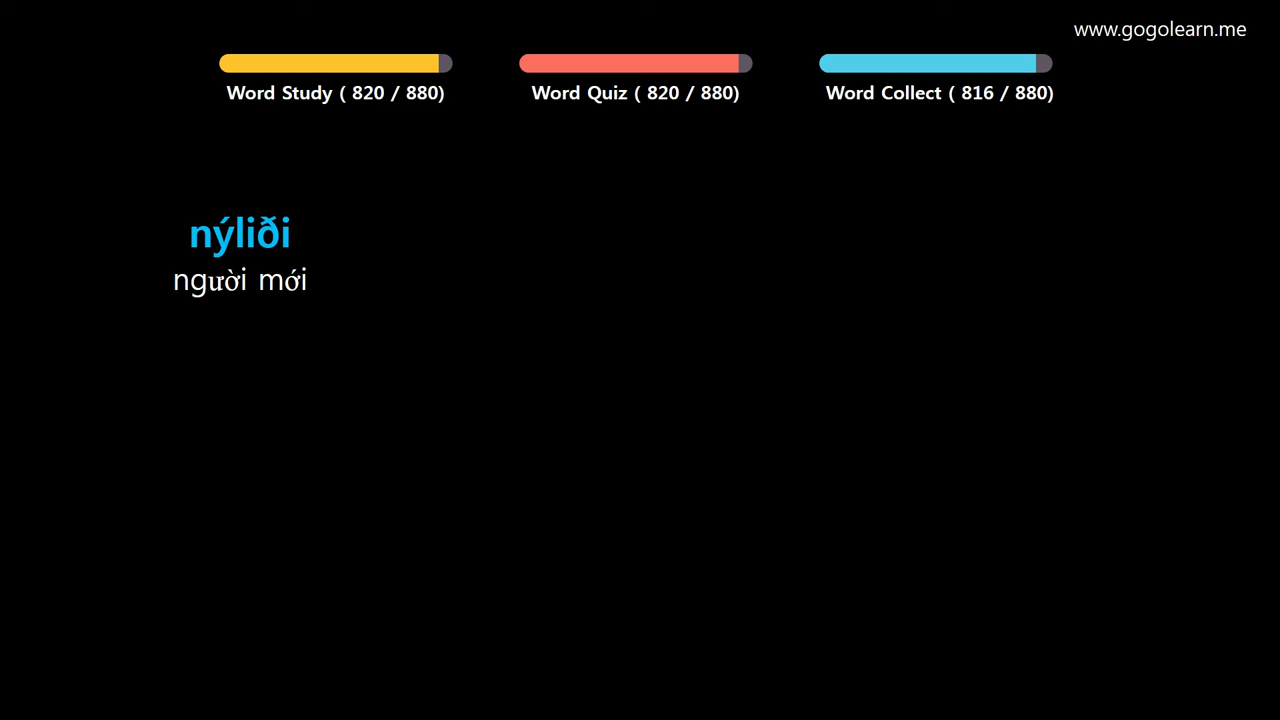 www.gogolearn.me
Word Study ( 820 / 880)
Word Quiz ( 820 / 880)
Word Collect ( 816 / 880)
nýliði
người mới